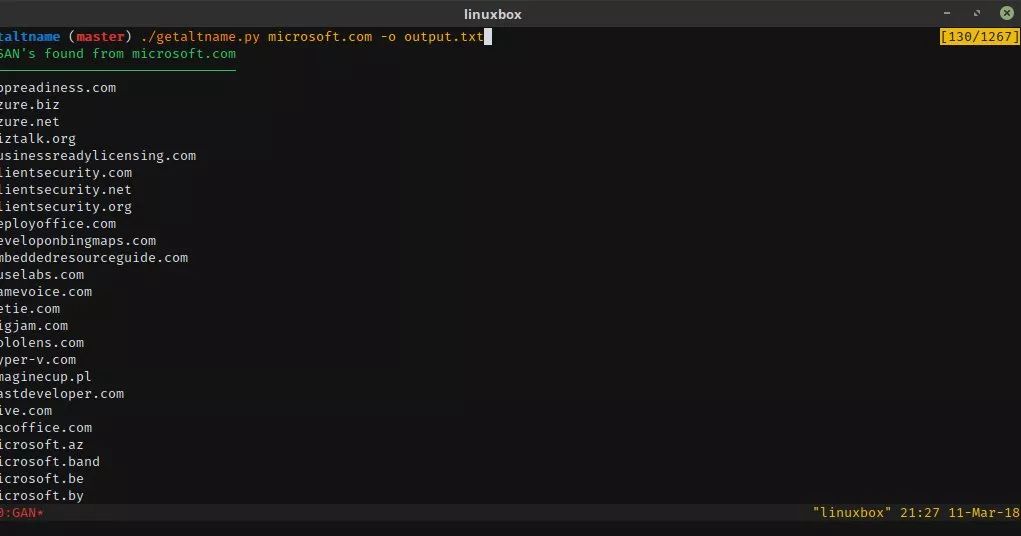 linuxbox
taltname (master) ./getaltname.py microsoft.com -o output.txt [130/1267]
SAN's found from microsoft.com
ppreadiness.com
zure.biz
zure.net
iztalk.org
usinessreadylicensing.com
lientsecurity.com
lientsecurity.net
lientsecurity.org
eployoffice.com
eveloponbingmaps.com
mbeddedresourceguide.com
uselabs.com
amevoice.com
etie.com
igjam.com
ololens.com
yper-v.com
maginecup.pl
astdeveloper.com
ive.com
acoffice.com
icrosoft.az
icrosoft.band
icrosoft.be
icrosoft.by
0:GAN* "linuxbox" 21:27 11-Mar-18